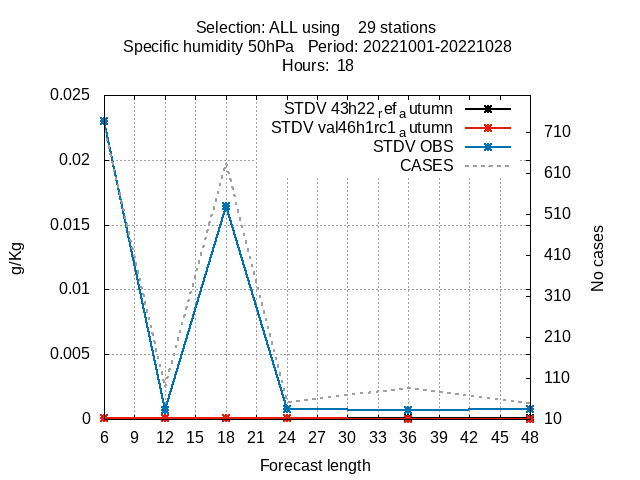 Selection: ALL using    29 stations
Specific humidity 50hPa   Period: 20221001-20221028
Hours:  18
STDV 43h22ref autumn
STDV val46h1rc1autumn
STDV OBS
CASES
0.025
0.02
0.015
0.01
0.005
0
g/Kg
710
610
510
410
310
210
110
10
No cases
6 9 12 15 18 21 24 27 30 33 36 39 42 45 48
Forecast length